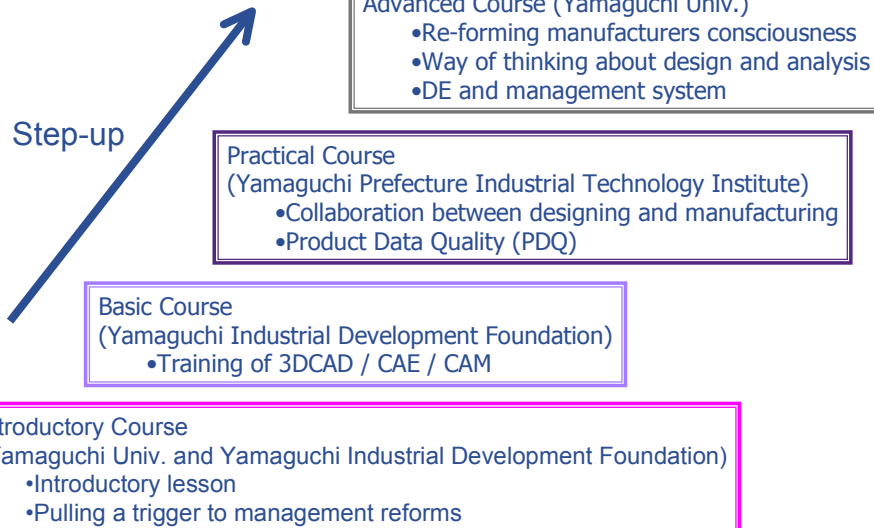 Advanced Course (Yamaguchi Univ.)
•Re-forming manufacturers consciousness
•Way of thinking about design and analysis
•DE and management system
Step-up
Practical Course
(Yamaguchi Prefecture Industrial Technology Institute)
•Collaboration between designing and manufacturing
•Product Data Quality (PDQ)
Basic Course
(Yamaguchi Industrial Development Foundation)
•Training of 3DCAD / CAE / CAM
troductory Course
amaguchi Univ. and Yamaguchi Industrial Development Foundation)
•Introductory lesson
•Pulling a trigger to management reforms